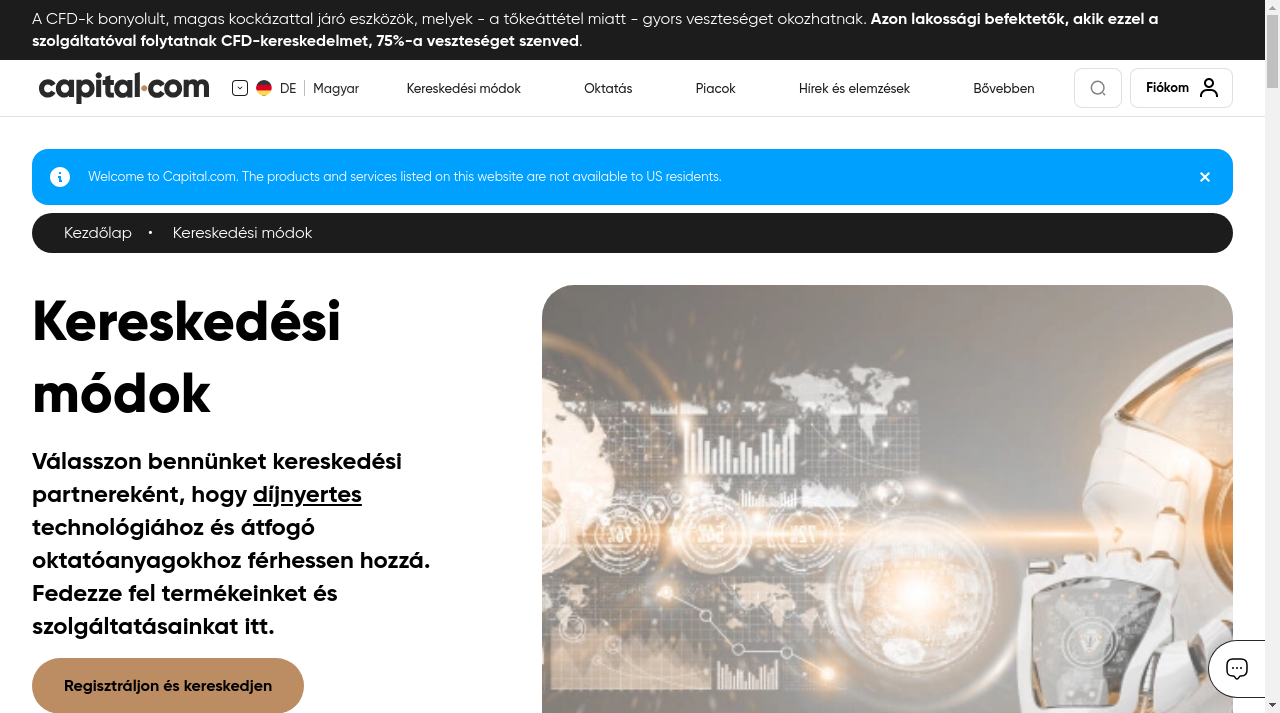 A CFD-k bonyolult, magas kockázattal járó eszközök, melyek - a tőkeáttétel miatt - gyors veszteséget okozhatnak. Azon lakossági befektetők, akik ezzel a
szolgáltatóval folytatnak CFD-kereskedelmet, 75%-a veszteséget szenved.
capital.com DE Magyar Kereskedési módok Oktatás Piacok Hírek és elemzések Bővebben Fiókom
Welcome to Capital.com. The products and services listed on this website are not available to US residents.
Kezdőlap • Kereskedési módok
Kereskedési
módok
Válasszon bennünket kereskedési
partnereként, hogy díjnyertes
technológiához és átfogó
oktatóanyagokhoz férhessen hozzá.
Fedezze fel termékeinket és
szolgáltatásainkat itt.
Regisztráljon és kereskedjen